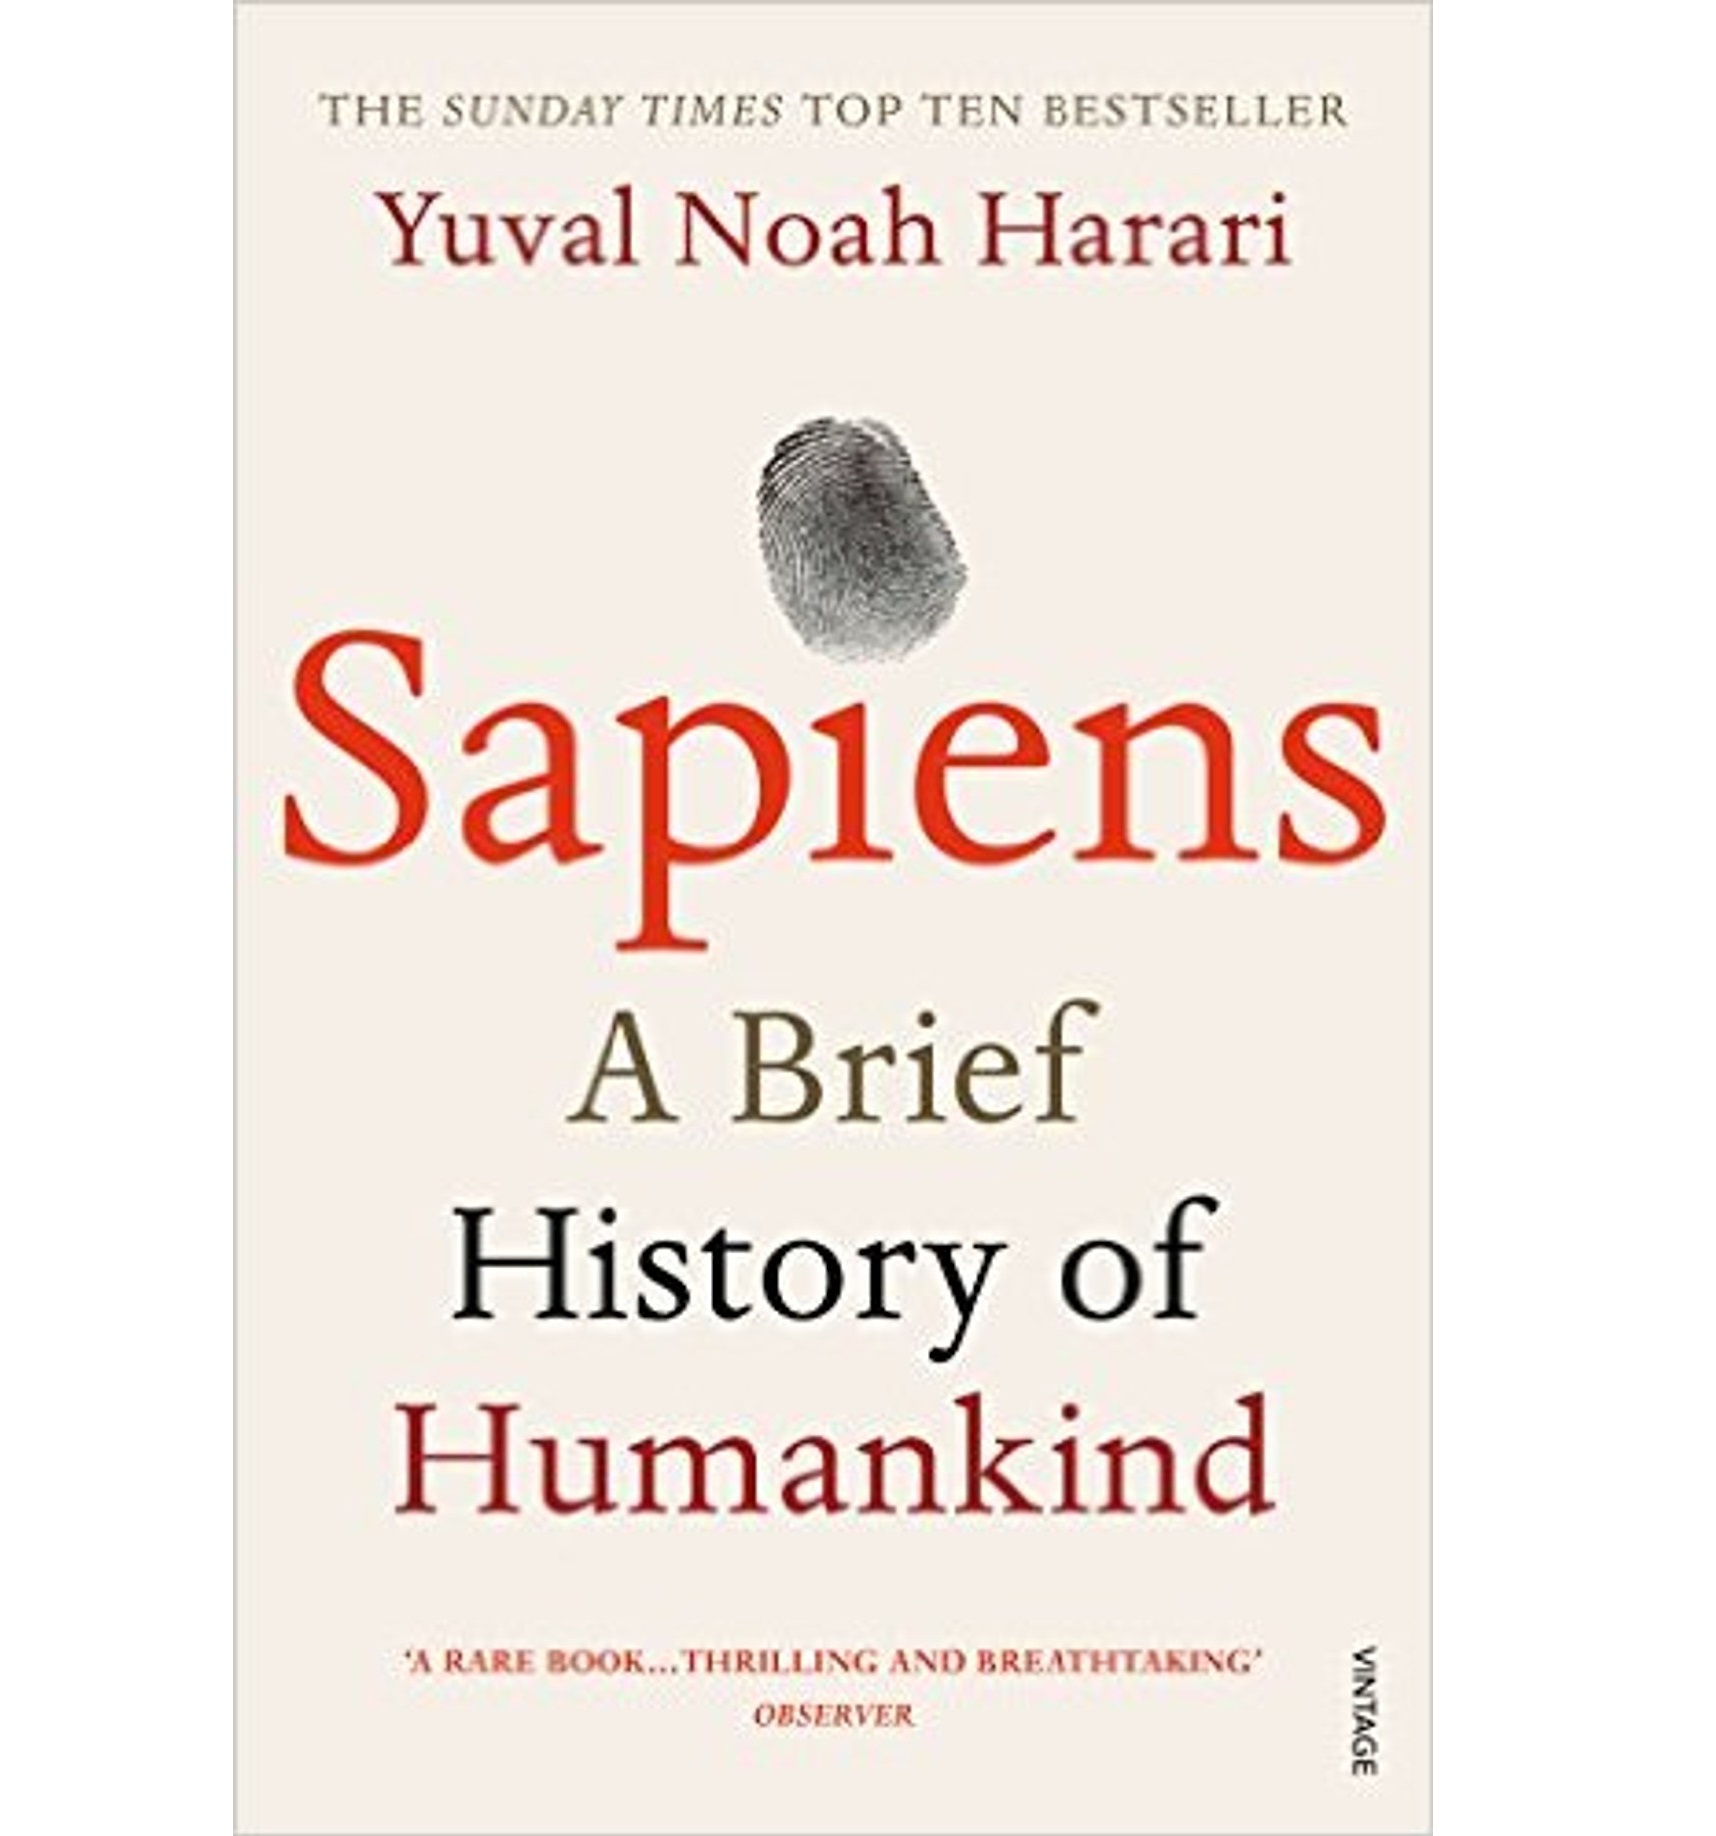 THE SUNDAY TIMES TOP TEN BESTSELLER
Yuval Noah Harari
Sapiens
A Brief
History of
Humankind
‘A RARE BOOK...THRILLING AND BREATHTAKING’
OBSERVER
VINTAGE